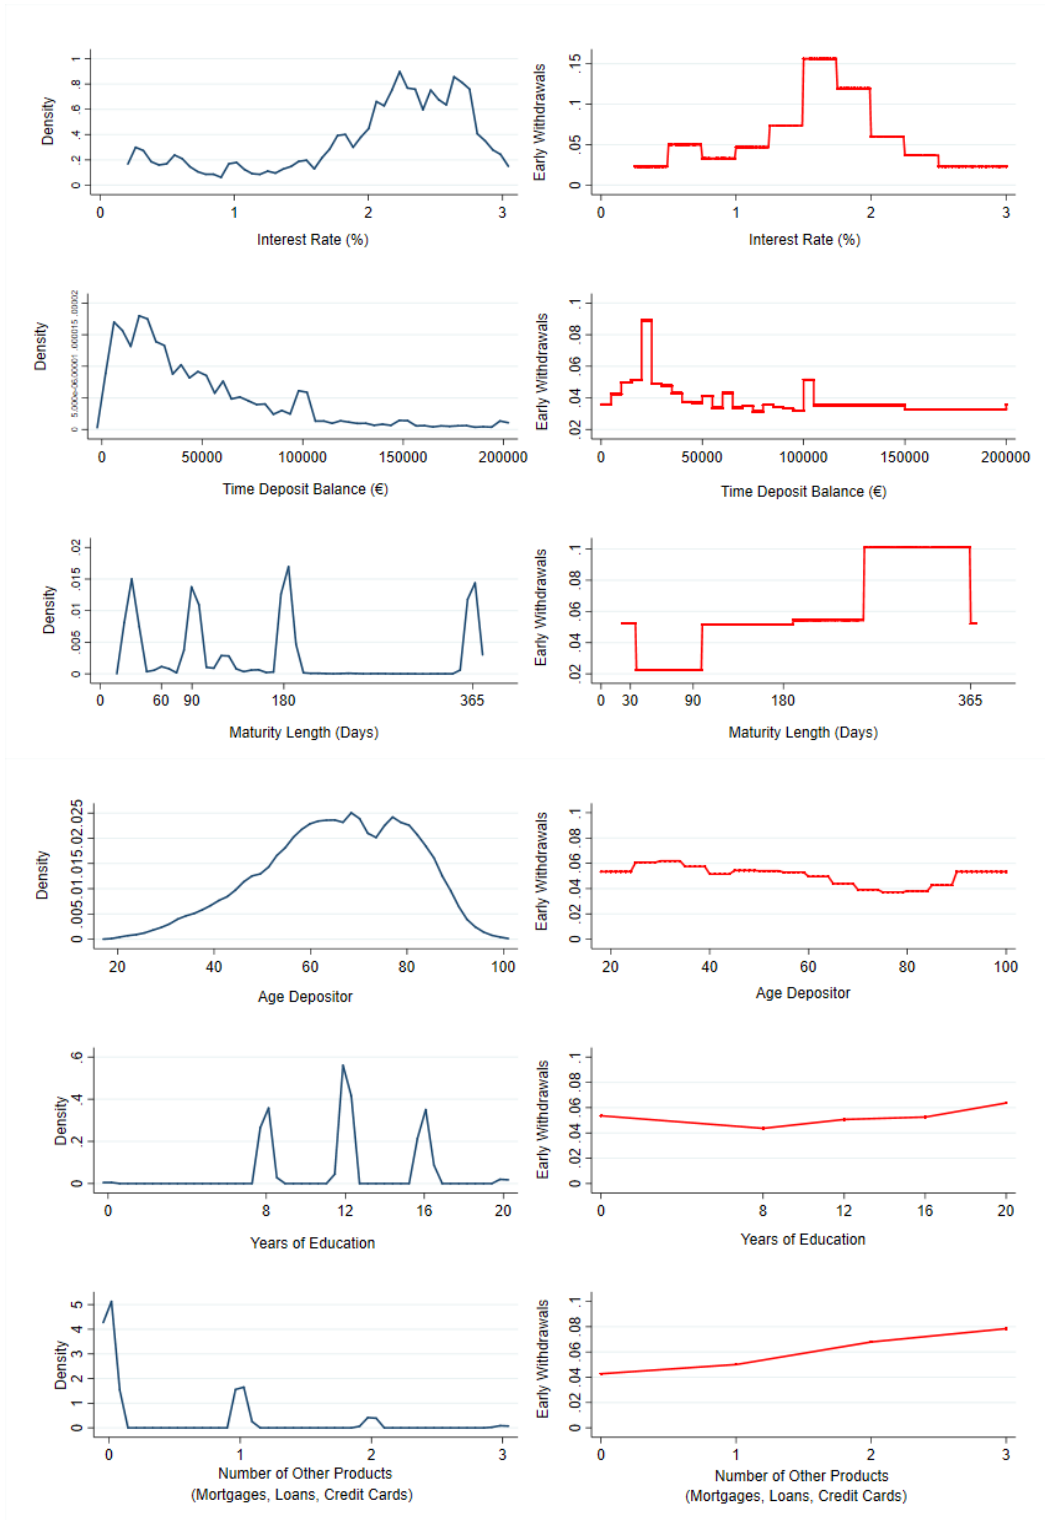 Density
0 .2 .4 .6 .8 1
0 1 2 3
Interest Rate (%)
Early Withdrawals
0 .05 .1 .15
0 1 2 3
Interest Rate (%)
Density
0 5.000e-06 .00001 .000015 .00002
0 50000 100000 150000 200000
Time Deposit Balance (€)
Early Withdrawals
.02 .04 .06 .08 .1
0 50000 100000 150000 200000
Time Deposit Balance (€)
Density
0 .005 .01 .015 .02
0 60 90 180 365
Maturity Length (Days)
Early Withdrawals
.02 .04 .06 .08 .1
0 30 90 180 365
Maturity Length (Days)
Density
0 .005 .01 .015 .02 .025
20 40 60 80 100
Age Depositor
Early Withdrawals
0 .02 .04 .06 .08 .1
20 40 60 80 100
Age Depositor
Density
0 .2 .4 .6
0 8 12 16 20
Years of Education
Early Withdrawals
0 .02 .04 .06 .08 .1
0 8 12 16 20
Years of Education
Density
0 1 2 3 4 5
0 1 2 3
Number of Other Products
(Mortgages, Loans, Credit Cards)
Early Withdrawals
0 .02 .04 .06 .08 .1
0 1 2 3
Number of Other Products
(Mortgages, Loans, Credit Cards)